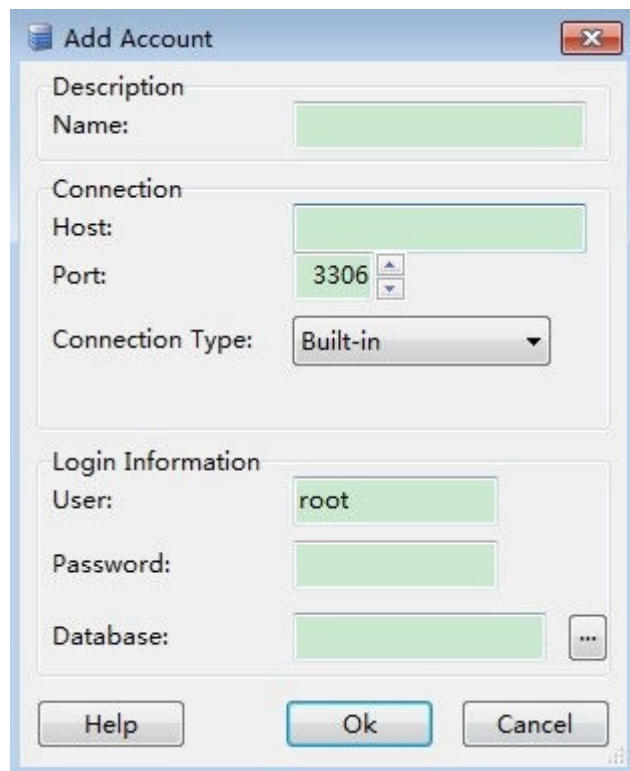 Add Account
Description
Name:
Connection
Host:
Port: 3306
Connection Type: Built-in
Login Information
User: root
Password:
Database: ...
Help Ok Cancel